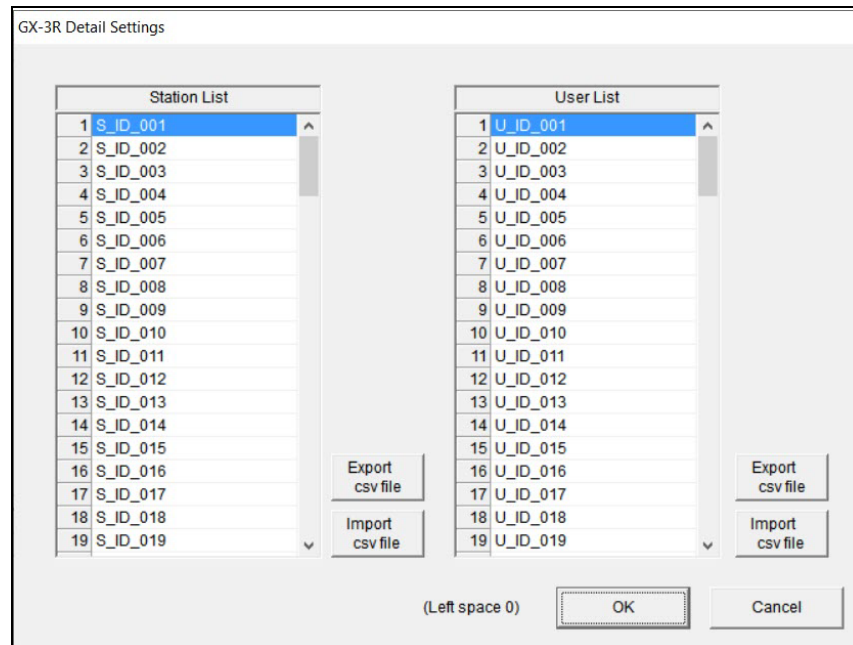 GX-3R Detail Settings
Station List
1 S_ID_001
2 S_ID_002
3 S_ID_003
4 S_ID_004
5 S_ID_005
6 S_ID_006
7 S_ID_007
8 S_ID_008
9 S_ID_009
10 S_ID_010
11 S_ID_011
12 S_ID_012
13 S_ID_013
14 S_ID_014
15 S_ID_015
16 S_ID_016
17 S_ID_017
18 S_ID_018
19 S_ID_019
Export
csv file
Import
csv file
User List
1 U_ID_001
2 U_ID_002
3 U_ID_003
4 U_ID_004
5 U_ID_005
6 U_ID_006
7 U_ID_007
8 U_ID_008
9 U_ID_009
10 U_ID_010
11 U_ID_011
12 U_ID_012
13 U_ID_013
14 U_ID_014
15 U_ID_015
16 U_ID_016
17 U_ID_017
18 U_ID_018
19 U_ID_019
Export
csv file
Import
csv file
(Left space 0)
OK
Cancel